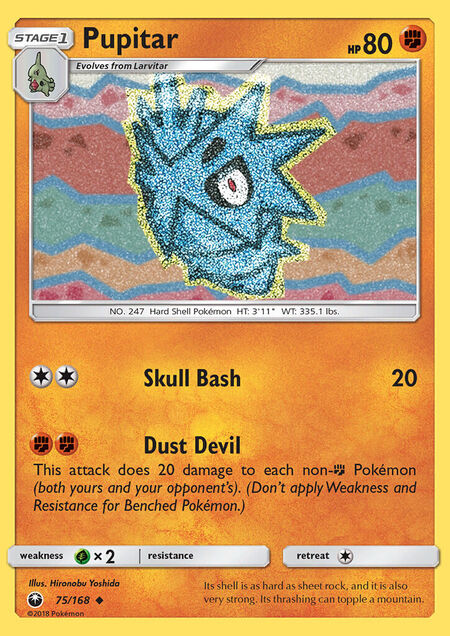 STAGE 1
Pupitar
HP 80
Evolves from Larvitar
NO. 247 Hard Shell Pokémon HT: 3'11" WT: 335.1 lbs.
Skull Bash 20
Dust Devil
This attack does 20 damage to each non- Pokémon
(both yours and your opponent's). (Don't apply Weakness and
Resistance for Benched Pokémon.)
weakness ×2 resistance retreat
Illus. Hironobu Yoshida
75/168
©2018 Pokémon
Its shell is as hard as sheet rock, and it is also
very strong. Its thrashing can topple a mountain.